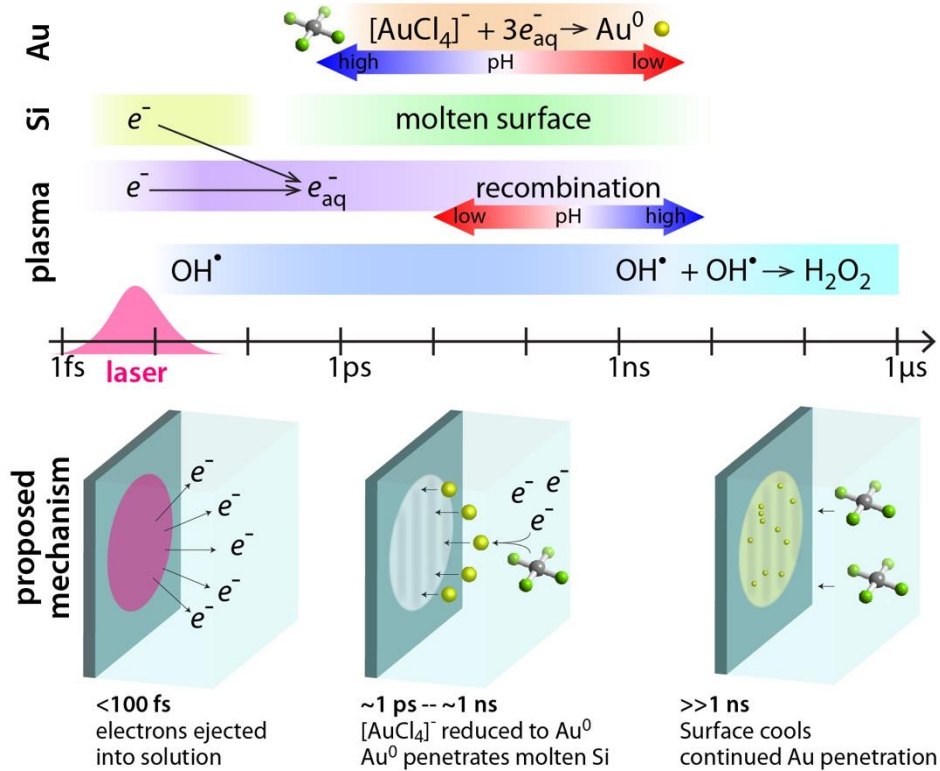 Au
[AuCl₄]⁻ + 3e⁻aq → Au⁰
high pH low
Si
e⁻
molten surface
plasma
e⁻ e⁻aq recombination
low pH high
OH• OH• + OH• → H₂O₂
1fs 1ps 1ns 1µs
laser
proposed
mechanism
e⁻
e⁻
e⁻
e⁻
e⁻
e⁻ e⁻
e⁻
<100 fs
electrons ejected
into solution
~1 ps -- ~1 ns
[AuCl₄]⁻ reduced to Au⁰
Au⁰ penetrates molten Si
>>1 ns
Surface cools
continued Au penetration